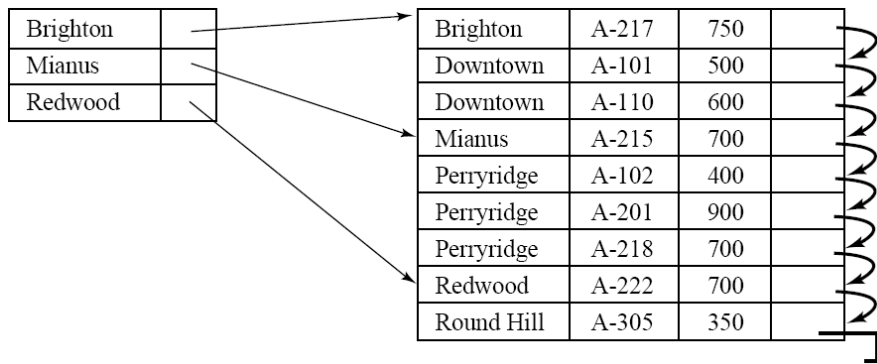 Brighton
Mianus
Redwood
Brighton A-217 750
Downtown A-101 500
Downtown A-110 600
Mianus A-215 700
Perryridge A-102 400
Perryridge A-201 900
Perryridge A-218 700
Redwood A-222 700
Round Hill A-305 350